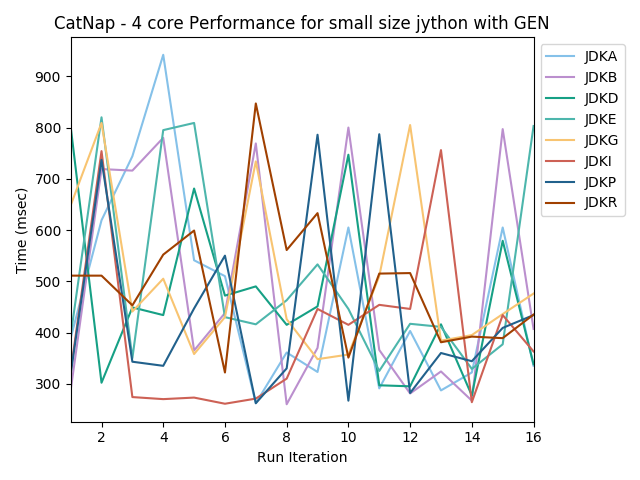 CatNap - 4 core Performance for small size jython with GEN
Time (msec)
900
800
700
600
500
400
300
2 4 6 8 10 12 14 16
Run Iteration
JDKA
JDKB
JDKD
JDKE
JDKG
JDKI
JDKP
JDKR